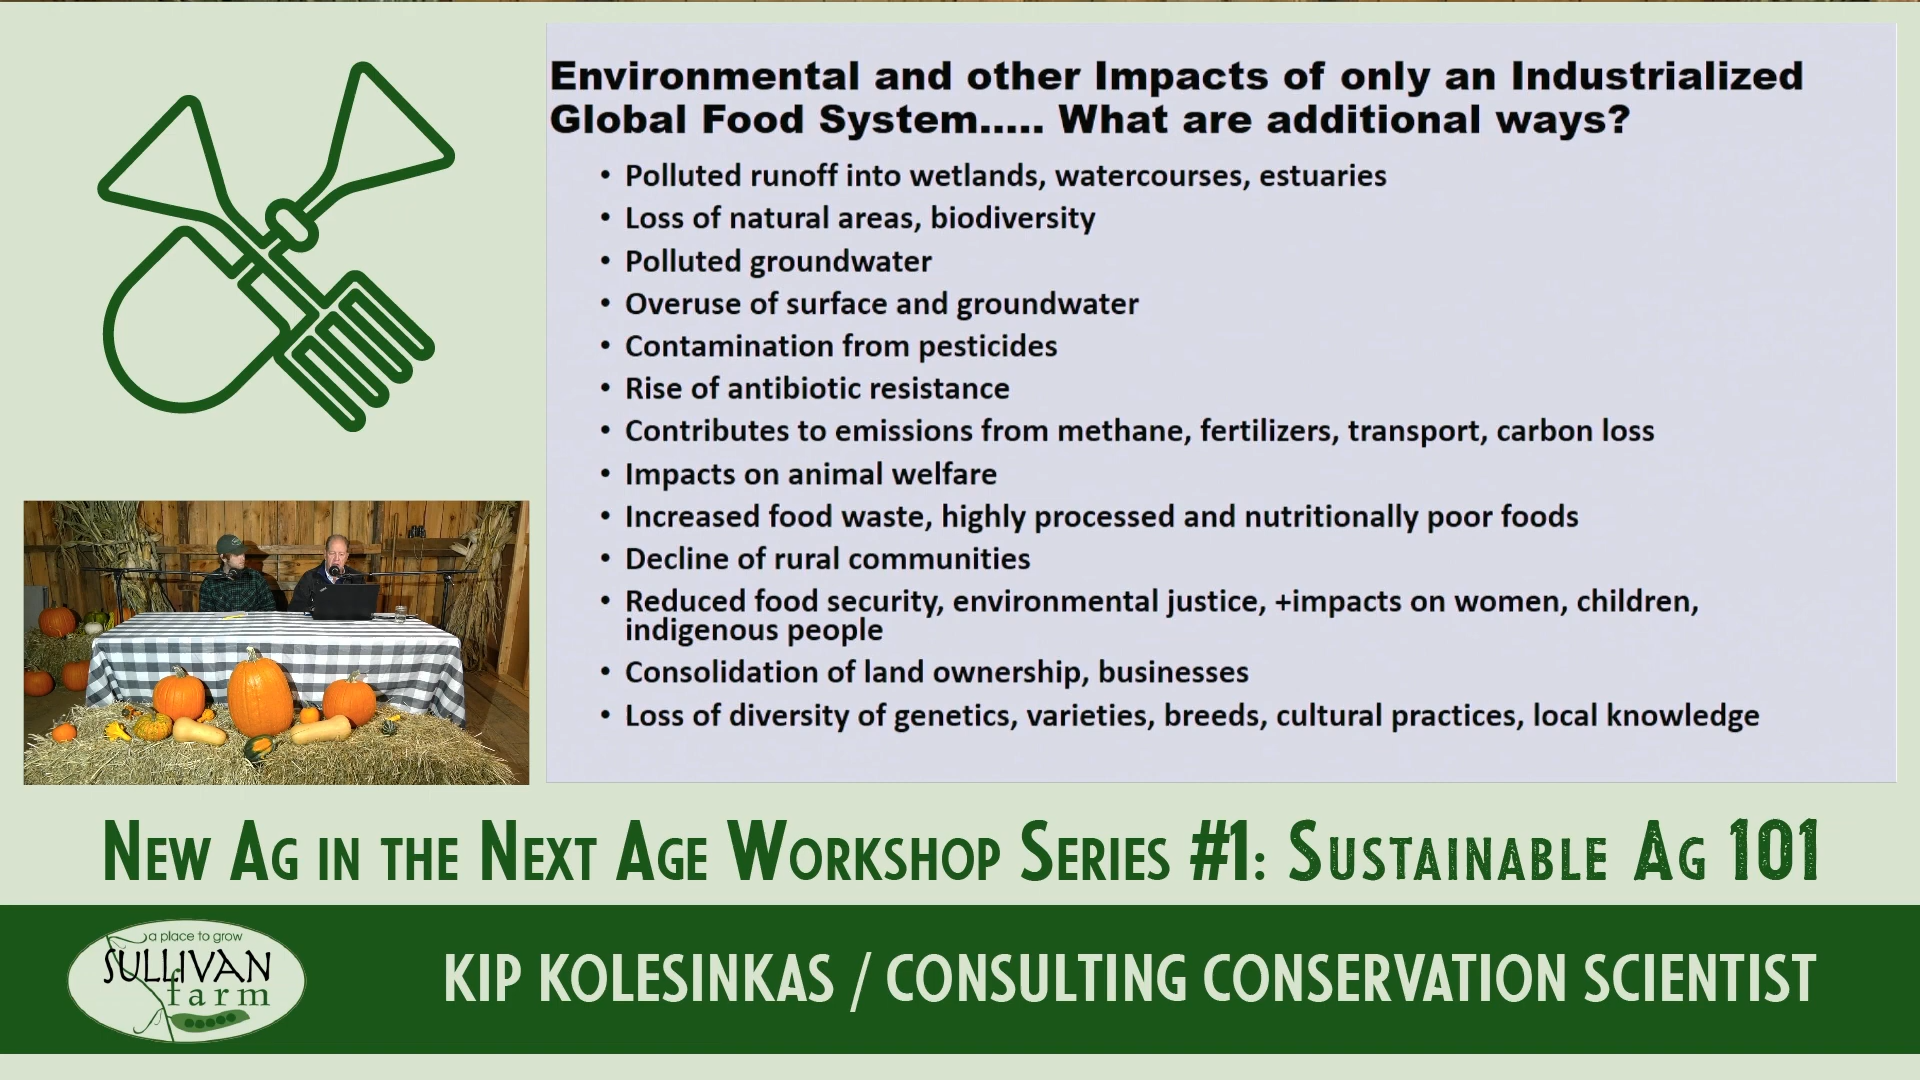 Environmental and other Impacts of only an Industrialized
Global Food System..... What are additional ways?
• Polluted runoff into wetlands, watercourses, estuaries
• Loss of natural areas, biodiversity
• Polluted groundwater
• Overuse of surface and groundwater
• Contamination from pesticides
• Rise of antibiotic resistance
• Contributes to emissions from methane, fertilizers, transport, carbon loss
• Impacts on animal welfare
• Increased food waste, highly processed and nutritionally poor foods
• Decline of rural communities
• Reduced food security, environmental justice, +impacts on women, children,
indigenous people
• Consolidation of land ownership, businesses
• Loss of diversity of genetics, varieties, breeds, cultural practices, local knowledge
New Ag in the Next Age Workshop Series #1: Sustainable Ag 101
a place to grow
SULLIVAN
farm
KIP KOLESINKAS / CONSULTING CONSERVATION SCIENTIST